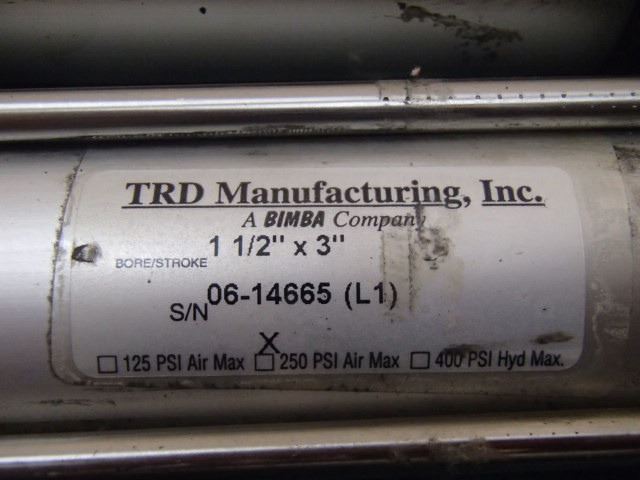 TRD Manufacturing, Inc.
A BIMBA Company
BORE/STROKE 1 1/2" x 3"
S/N 06-14665 (L1)
X
☐ 125 PSI Air Max ☐ 250 PSI Air Max ☐ 400 PSI Hyd Max.